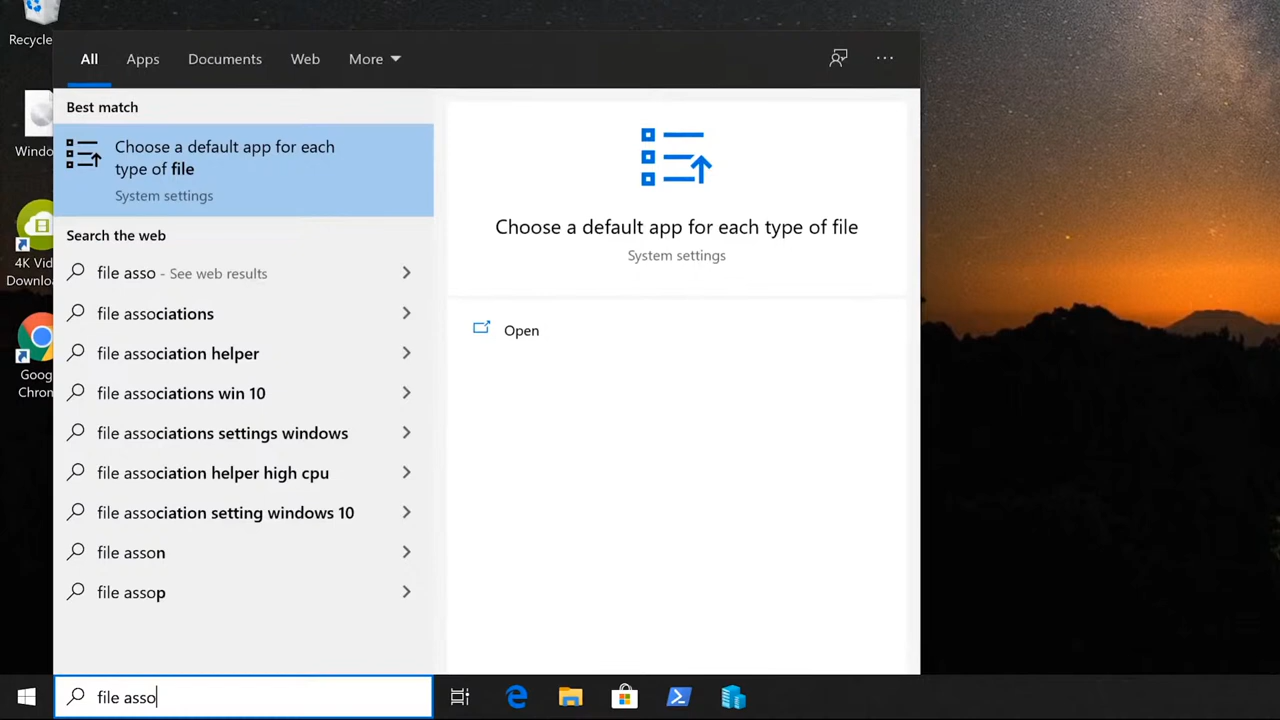 Recycle
All
Apps
Documents
Web
More
Best match
Choose a default app for each
type of file
System settings
Search the web
file asso - See web results
file associations
file association helper
file associations win 10
file associations settings windows
file association helper high cpu
file association setting windows 10
file asson
file assop
Choose a default app for each type of file
System settings
Open
Windo
4K Vid
Downloa
Goog
Chrom
file asso